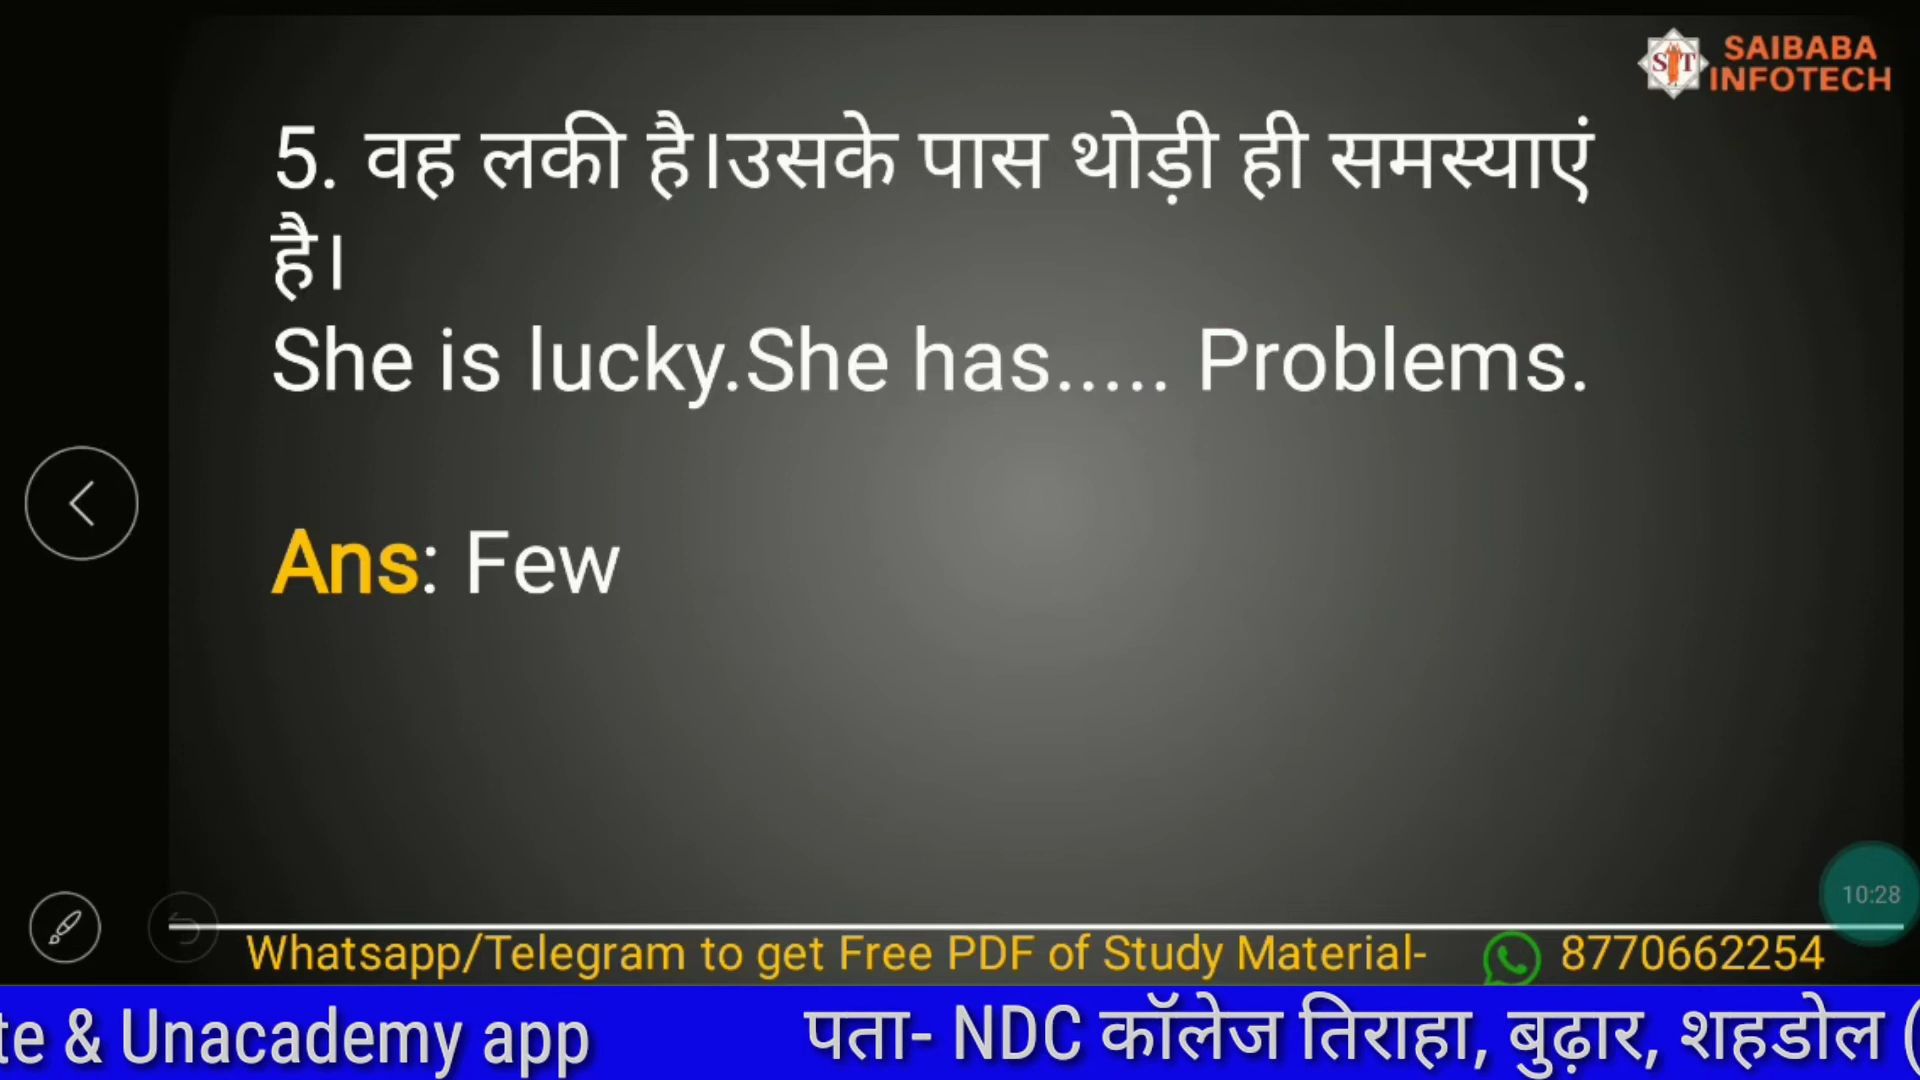 SAIBABA
INFOTECH
5. वह लकी है।उसके पास थोड़ी ही समस्याएं
है।
She is lucky.She has..... Problems.
Ans: Few
10:28
Whatsapp/Telegram to get Free PDF of Study Material- 8770662254
te & Unacademy app पता- NDC कॉलेज तिराहा, बुढ़ार, शहडोल (